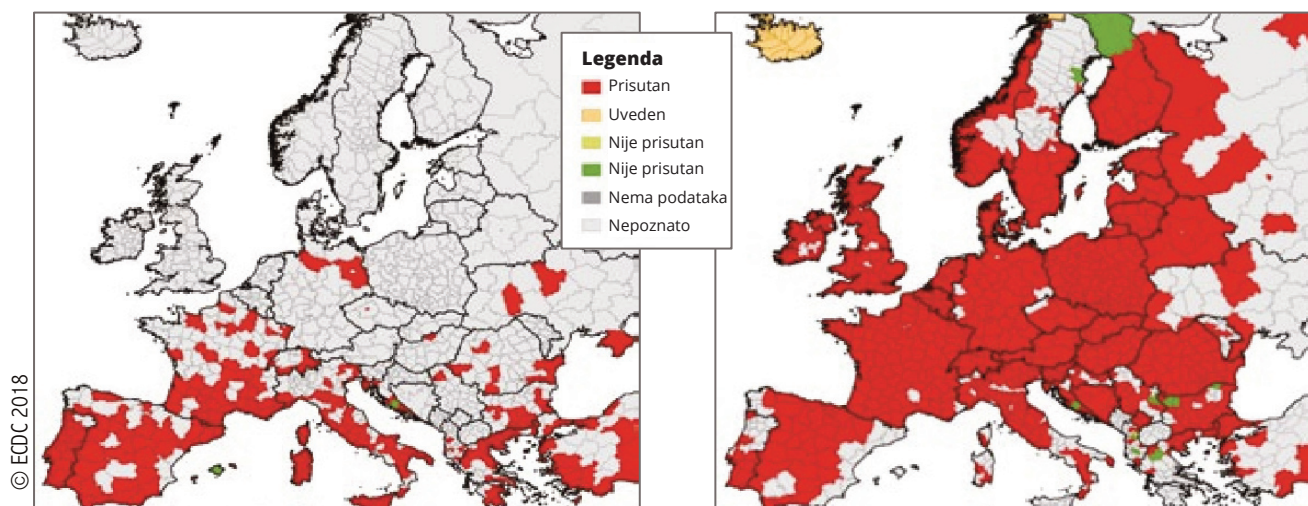 Legenda
Prisutan
Uveden
Nije prisutan
Nije prisutan
Nema podataka
Nepoznato
© ECDC 2018